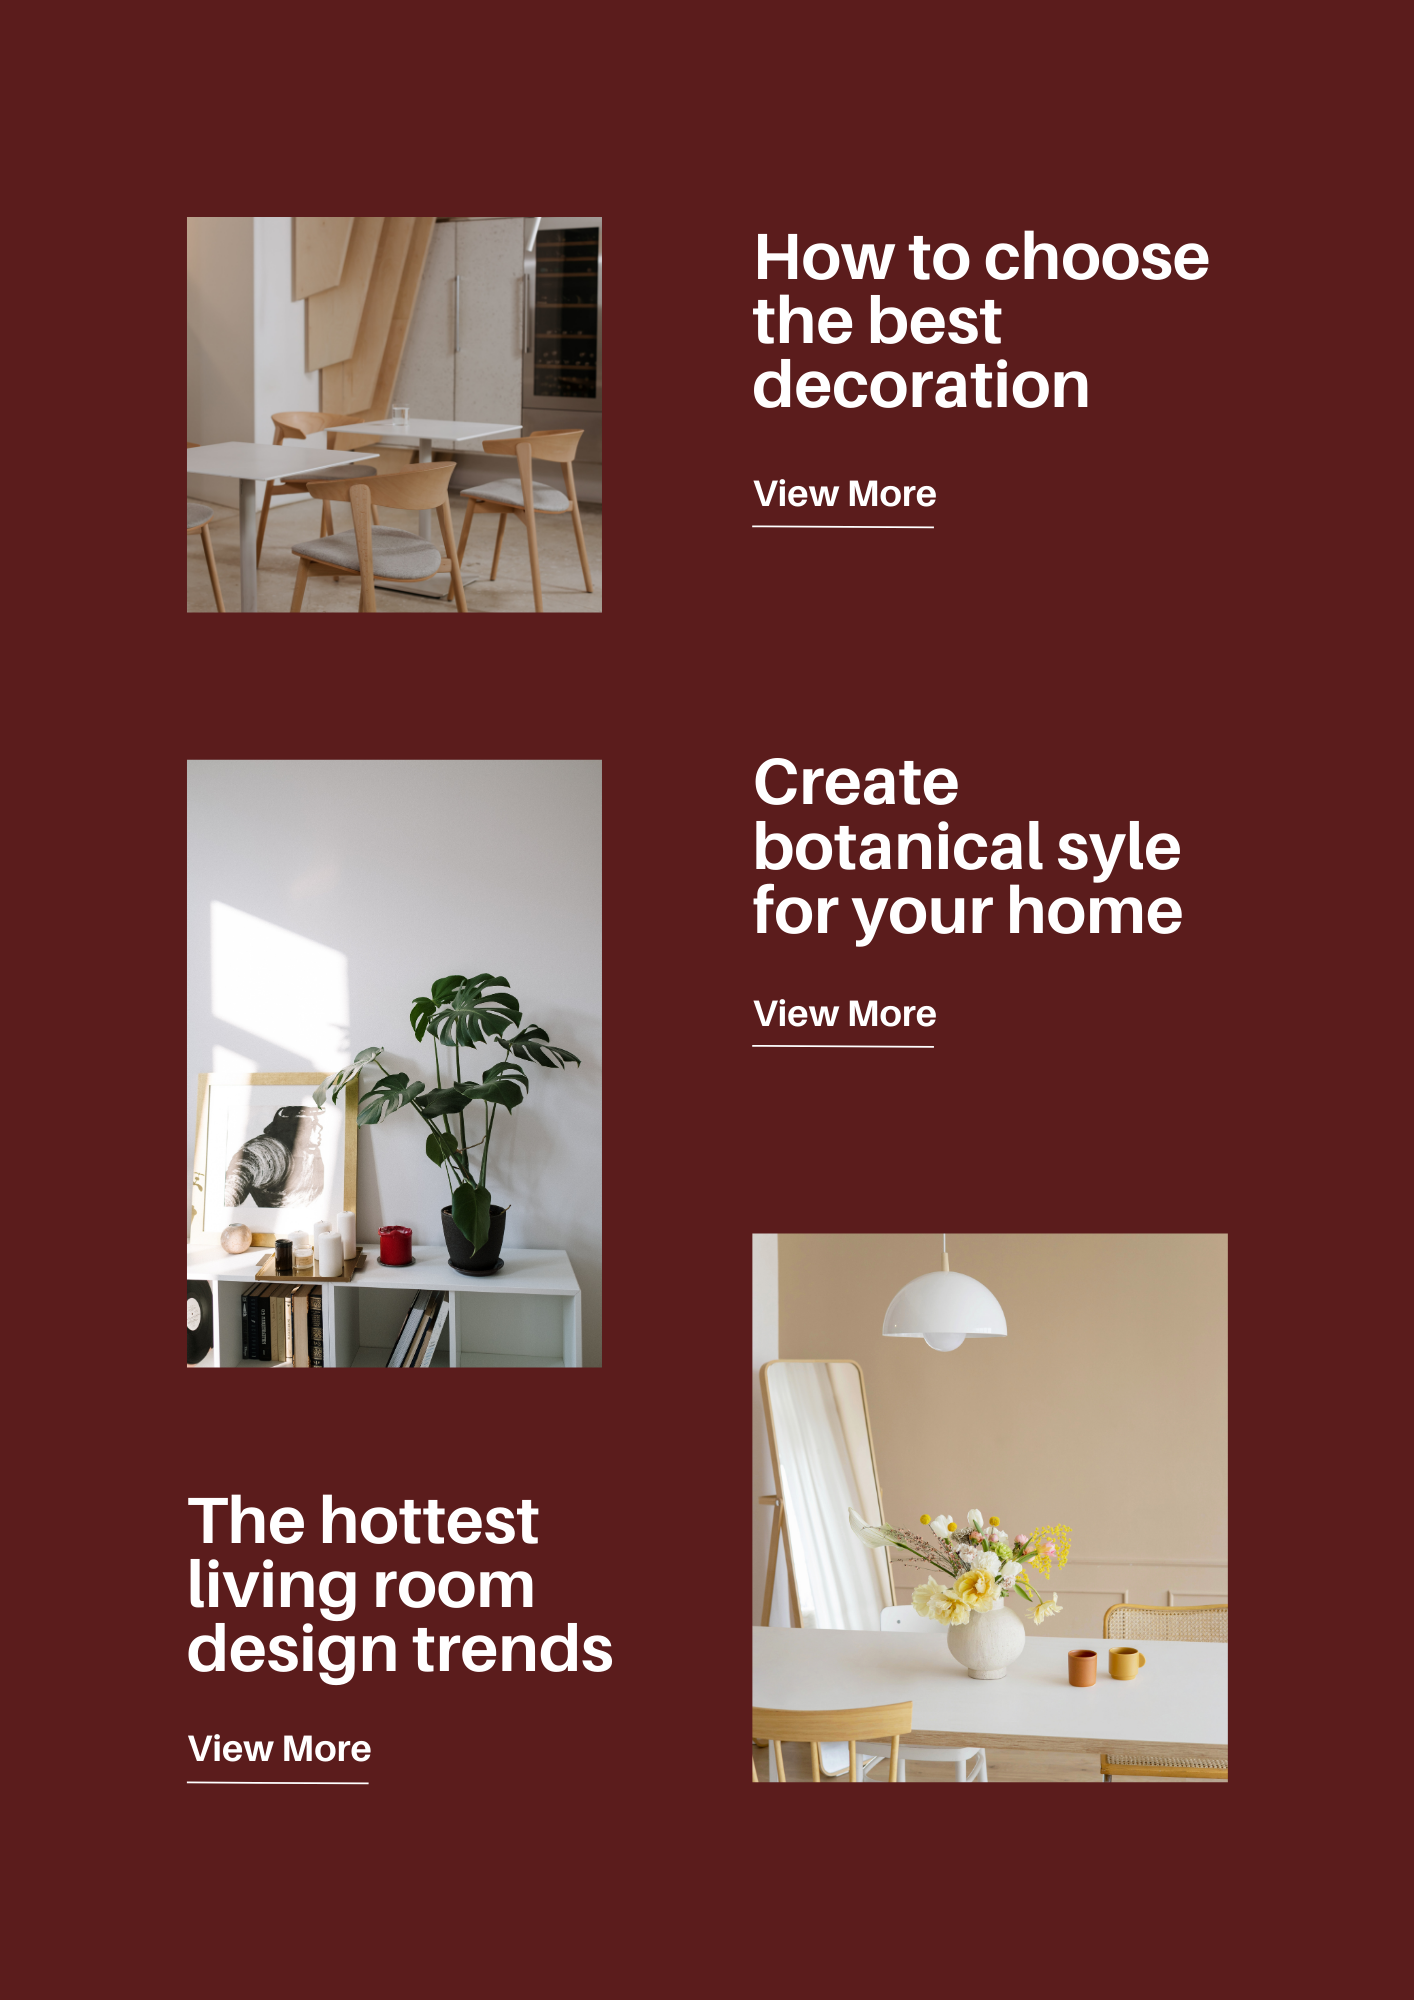 How to choose
the best
decoration
View More
Create
botanical syle
for your home
View More
The hottest
living room
design trends
View More